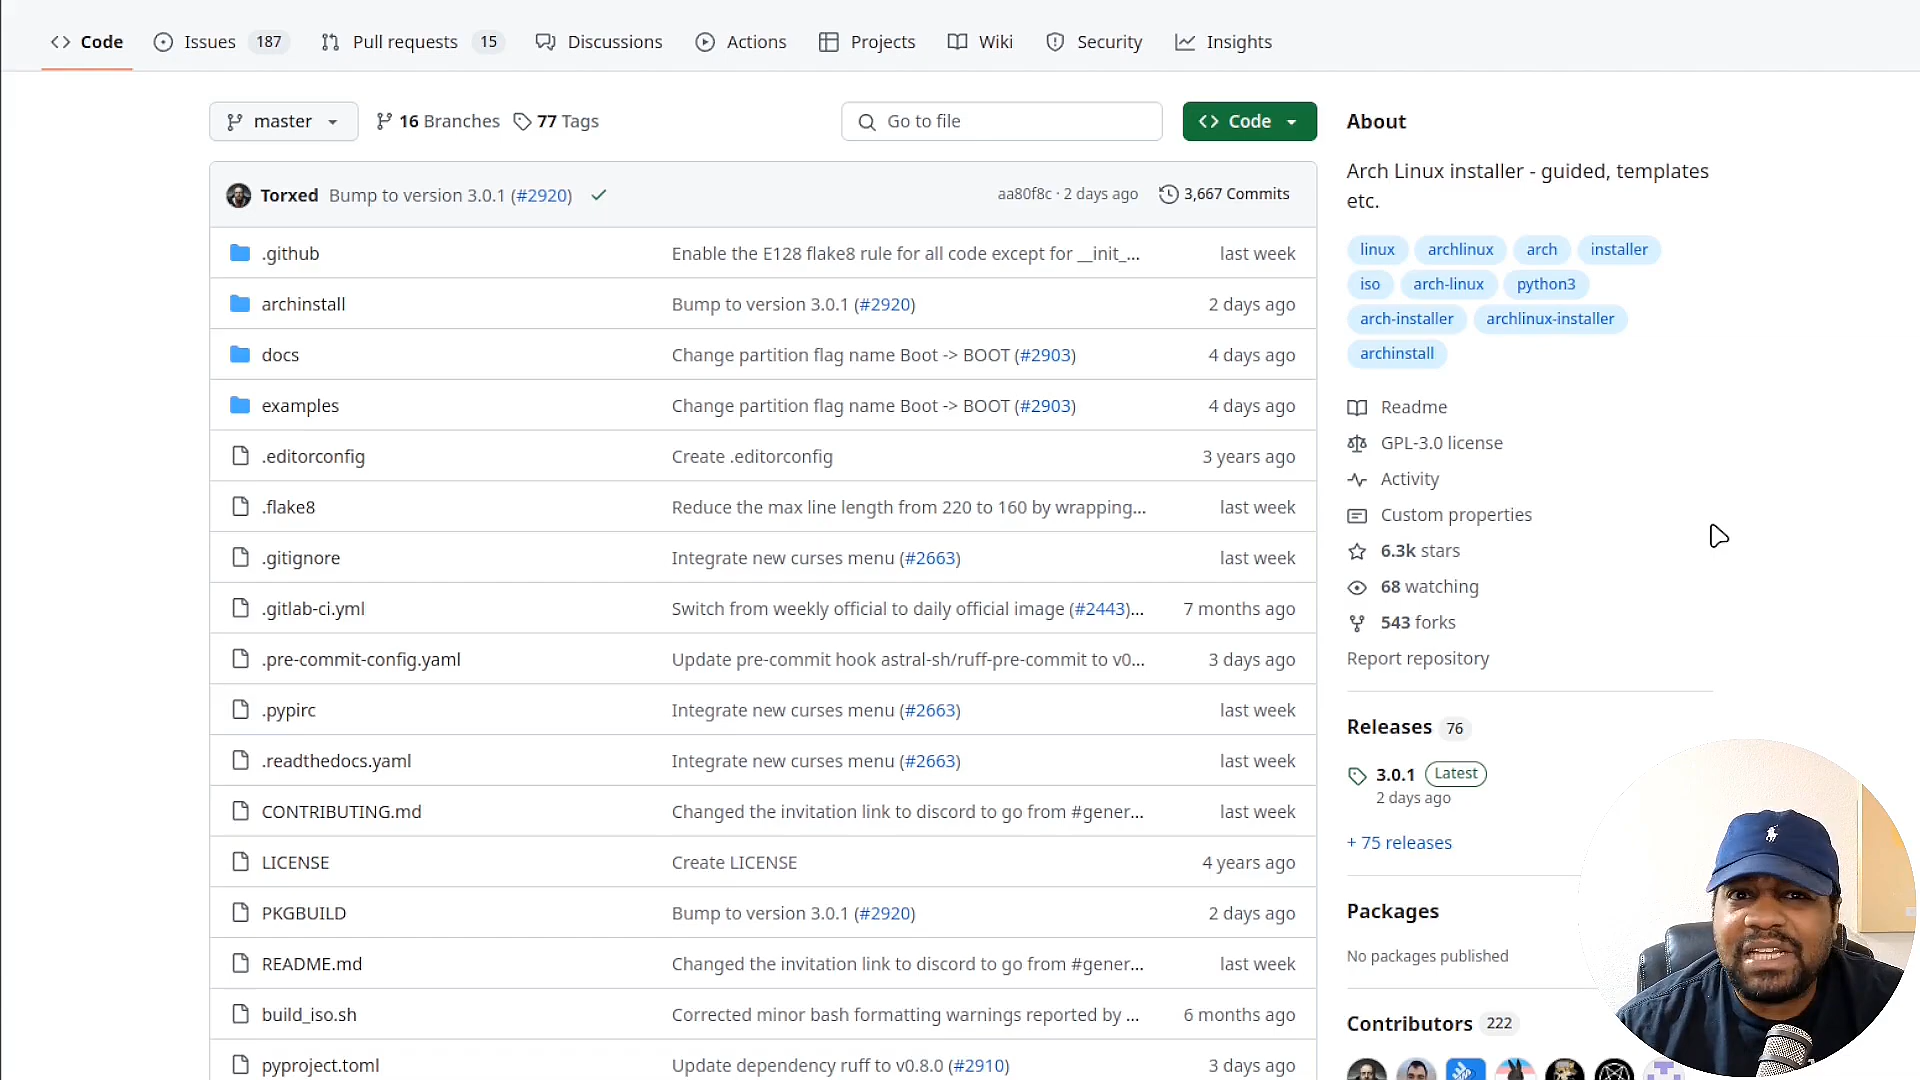 Code Issues 187 Pull requests 15 Discussions Actions Projects Wiki Security Insights
master 16 Branches 77 Tags Go to file Code
Torxed Bump to version 3.0.1 (#2920) aa80f8c · 2 days ago 3,667 Commits
.github Enable the E128 flake8 rule for all code except for __init_... last week
archinstall Bump to version 3.0.1 (#2920) 2 days ago
docs Change partition flag name Boot -> BOOT (#2903) 4 days ago
examples Change partition flag name Boot -> BOOT (#2903) 4 days ago
.editorconfig Create .editorconfig 3 years ago
.flake8 Reduce the max line length from 220 to 160 by wrapping... last week
.gitignore Integrate new curses menu (#2663) last week
.gitlab-ci.yml Switch from weekly official to daily official image (#2443)... 7 months ago
.pre-commit-config.yaml Update pre-commit hook astral-sh/ruff-pre-commit to v0... 3 days ago
.pypirc Integrate new curses menu (#2663) last week
.readthedocs.yaml Integrate new curses menu (#2663) last week
CONTRIBUTING.md Changed the invitation link to discord to go from #gener... last week
LICENSE Create LICENSE 4 years ago
PKGBUILD Bump to version 3.0.1 (#2920) 2 days ago
README.md Changed the invitation link to discord to go from #gener... last week
build_iso.sh Corrected minor bash formatting warnings reported by ... 6 months ago
pyproject.toml Update dependency ruff to v0.8.0 (#2910) 3 days ago
About
Arch Linux installer - guided, templates
etc.
linux archlinux arch installer
iso arch-linux python3
arch-installer archlinux-installer
archinstall
Readme
GPL-3.0 license
Activity
Custom properties
6.3k stars
68 watching
543 forks
Report repository
Releases 76
3.0.1 Latest
2 days ago
+ 75 releases
Packages
No packages published
Contributors 222